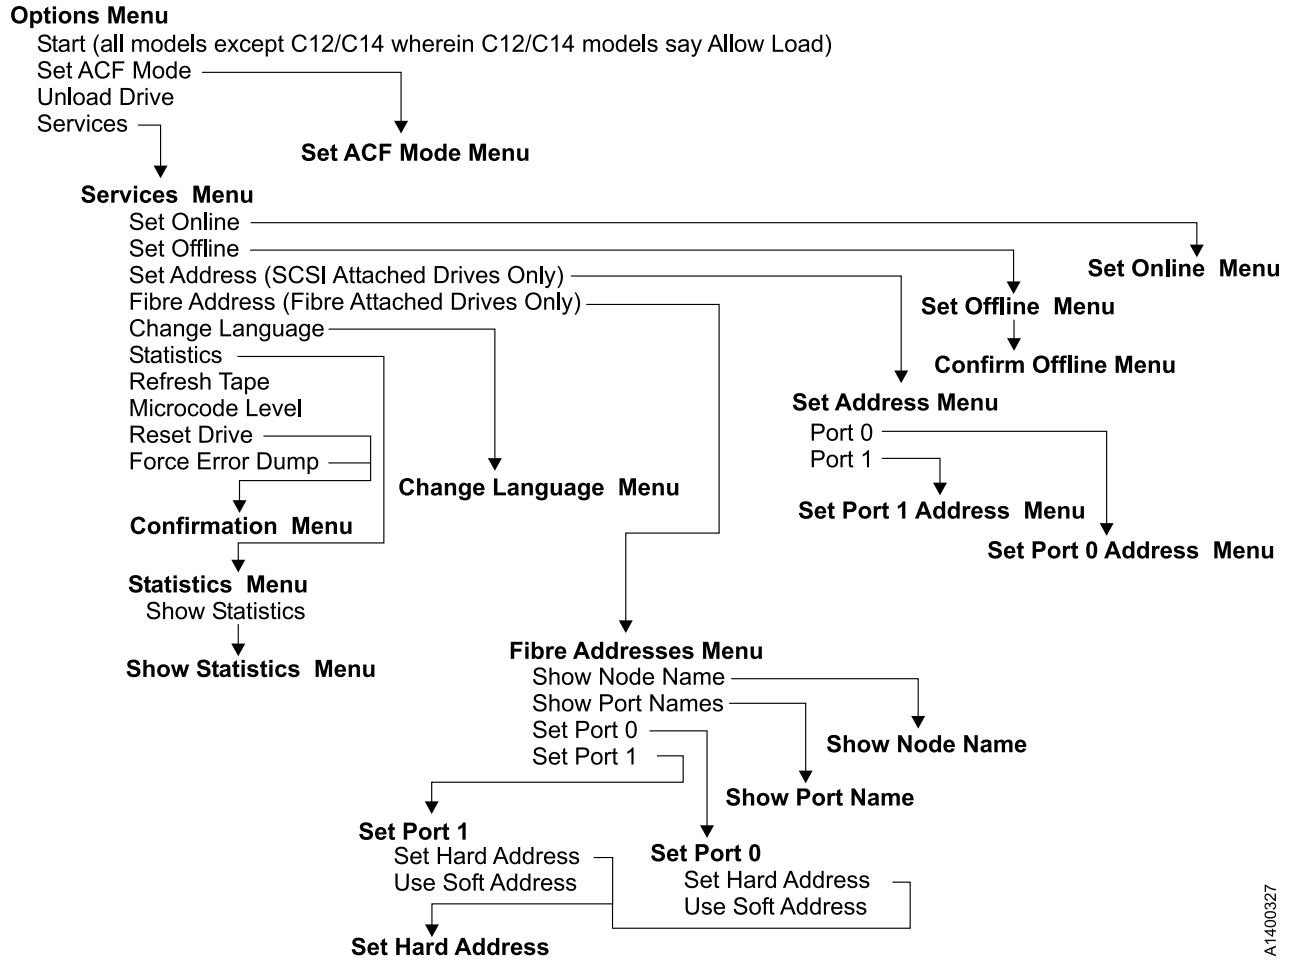 Options Menu
Start (all models except C12/C14 wherein C12/C14 models say Allow Load)
Set ACF Mode
Unload Drive
Services
Set ACF Mode Menu
Services Menu
Set Online
Set Offline
Set Address (SCSI Attached Drives Only)
Fibre Address (Fibre Attached Drives Only)
Change Language
Statistics
Refresh Tape
Microcode Level
Reset Drive
Force Error Dump
Set Online Menu
Set Offline Menu
Confirm Offline Menu
Set Address Menu
Port 0
Port 1
Change Language Menu
Set Port 1 Address Menu
Set Port 0 Address Menu
Confirmation Menu
Statistics Menu
Show Statistics
Show Statistics Menu
Fibre Addresses Menu
Show Node Name
Show Port Names
Set Port 0
Set Port 1
Show Node Name
Show Port Name
Set Port 1
Set Hard Address
Use Soft Address
Set Port 0
Set Hard Address
Use Soft Address
Set Hard Address
A1400327